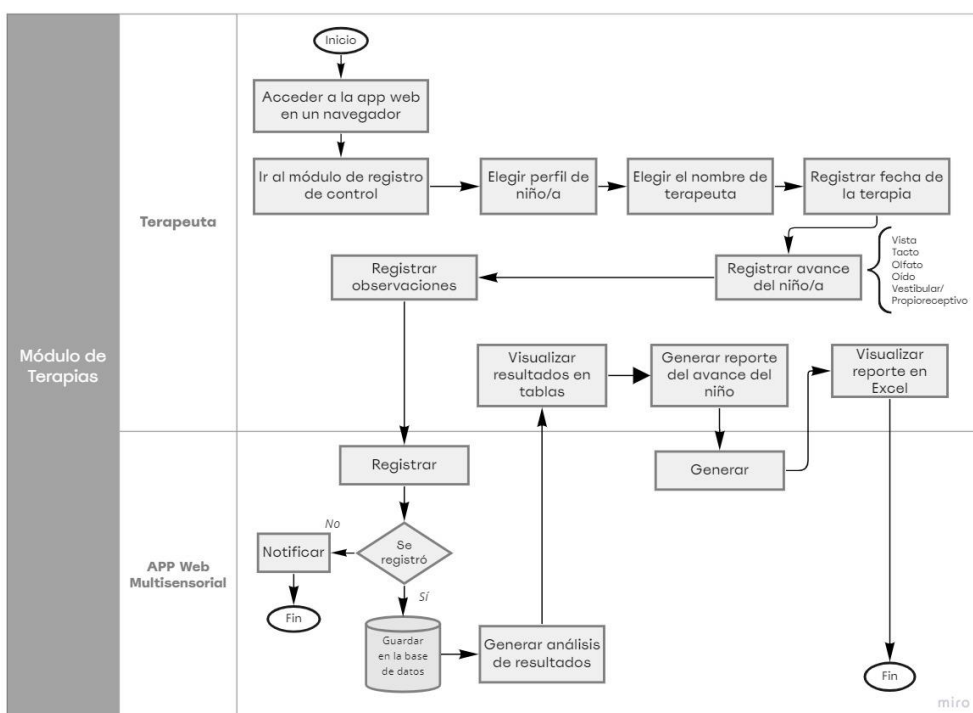 Módulo de
Terapias
Terapeuta
Inicio
Acceder a la app web
en un navegador
Ir al módulo de registro
de control
Elegir perfil de
niño/a
Elegir el nombre de
terapeuta
Registrar fecha de
la terapia
Vista
Tacto
Olfato
Oído
Vestibular/
Propioreceptivo
Registrar avance
del niño/a
Registrar
observaciones
Visualizar
resultados en
tablas
Generar reporte
del avance del
niño
Visualizar
reporte en
Excel
APP Web
Multisensorial
Registrar
Generar
Se
registró
No
Notificar
Fin
Sí
Guardar
en la base
de datos
Generar análisis
de resultados
Fin
miro